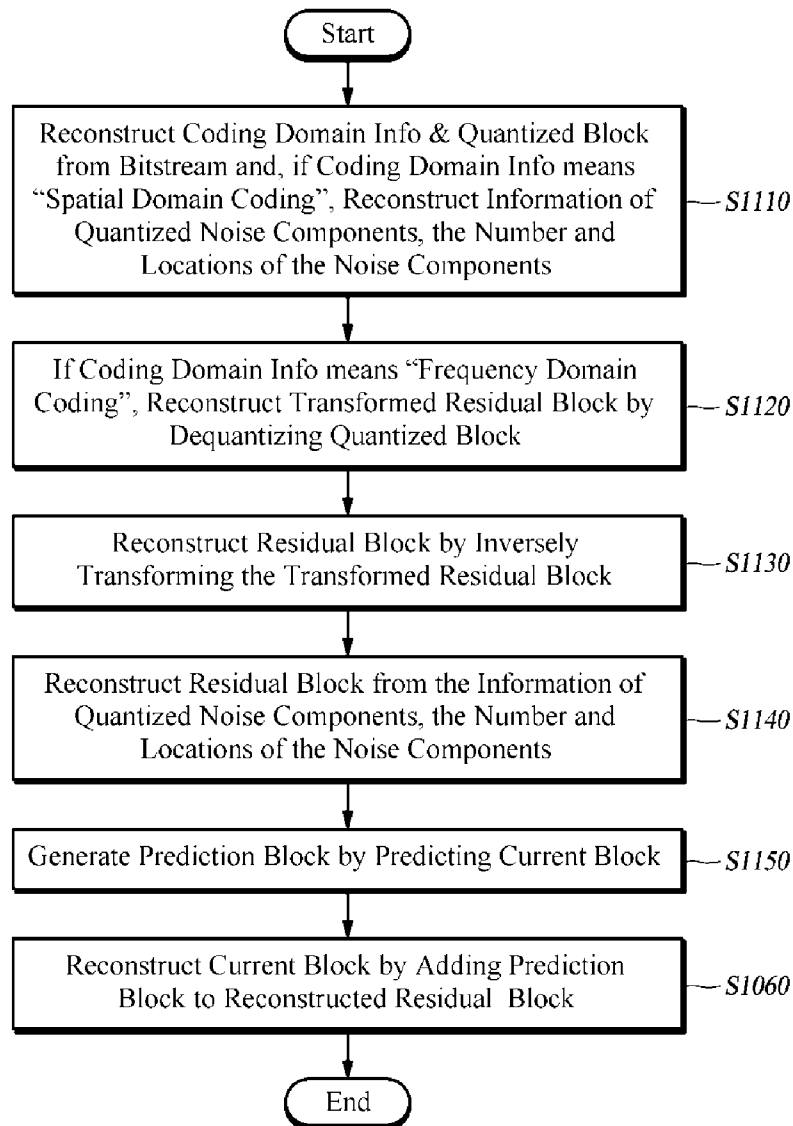 Start
Reconstruct Coding Domain Info & Quantized Block
from Bitstream and, if Coding Domain Info means
“Spatial Domain Coding”, Reconstruct Information of
Quantized Noise Components, the Number and
Locations of the Noise Components
S1110
If Coding Domain Info means “Frequency Domain
Coding”, Reconstruct Transformed Residual Block by
Dequantizing Quantized Block
S1120
Reconstruct Residual Block by Inversely
Transforming the Transformed Residual Block
S1130
Reconstruct Residual Block from the Information of
Quantized Noise Components, the Number and
Locations of the Noise Components
S1140
Generate Prediction Block by Predicting Current Block
S1150
Reconstruct Current Block by Adding Prediction
Block to Reconstructed Residual Block
S1060
End